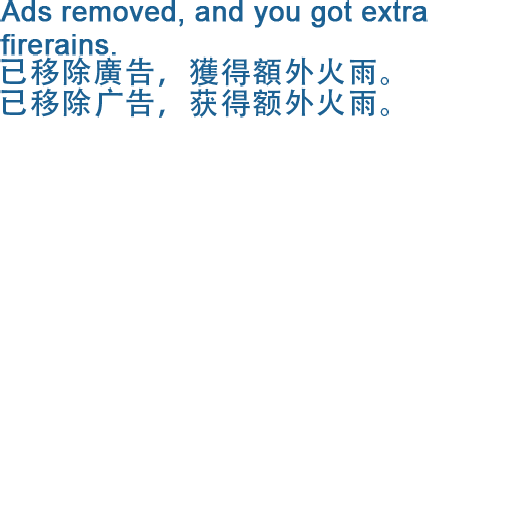 Ads removed, and you got extra
firerains.
已移除廣告，獲得額外火雨。
已移除广告，获得额外火雨。